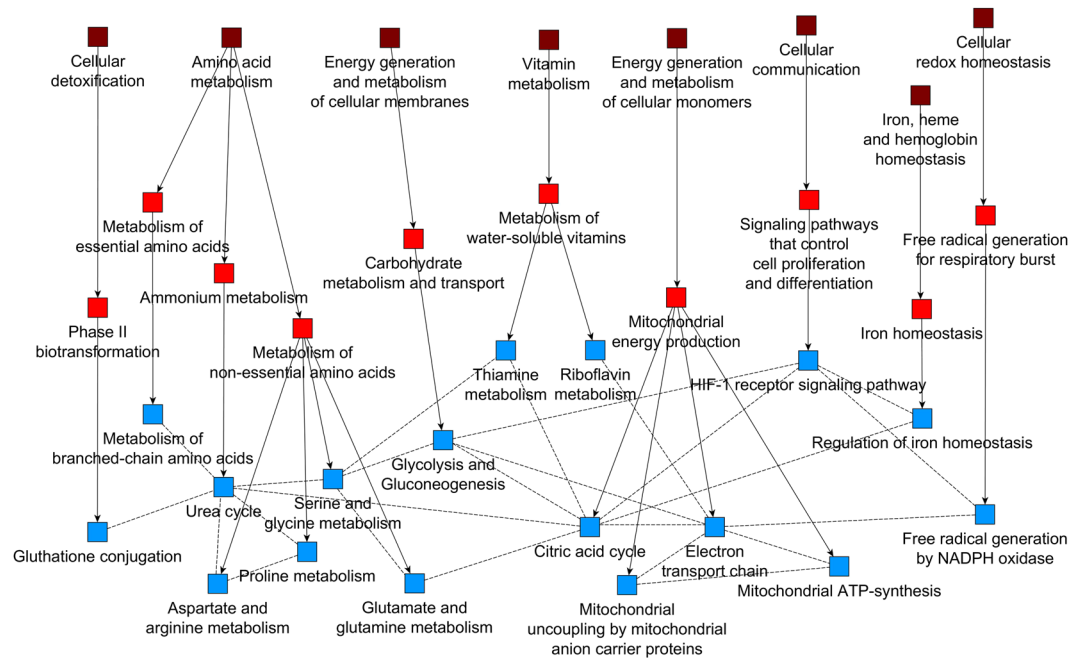 Cellular
detoxification
Amino acid
metabolism
Energy generation
and metabolism
of cellular membranes
Vitamin
metabolism
Energy generation
and metabolism
of cellular monomers
Cellular
communication
Cellular
redox homeostasis
Iron, heme
and hemoglobin
homeostasis
Metabolism of
essential amino acids
Ammonium metabolism
Phase II
biotransformation
Metabolism of
non-essential amino acids
Carbohydrate
metabolism and transport
Metabolism of
water-soluble vitamins
Mitochondrial
energy production
Signaling pathways
that control
cell proliferation
and differentiation
Free radical generation
for respiratory burst
Iron homeostasis
Thiamine
metabolism
Riboflavin
metabolism
HIF-1 receptor signaling pathway
Metabolism of
branched-chain amino acids
Glycolysis and
Gluconeogenesis
Regulation of iron homeostasis
Urea cycle
Serine and
glycine metabolism
Gluthatione conjugation
Proline metabolism
Citric acid cycle
Electron
transport chain
Free radical generation
by NADPH oxidase
Aspartate and
arginine metabolism
Glutamate and
glutamine metabolism
Mitochondrial
uncoupling by mitochondrial
anion carrier proteins
Mitochondrial ATP-synthesis